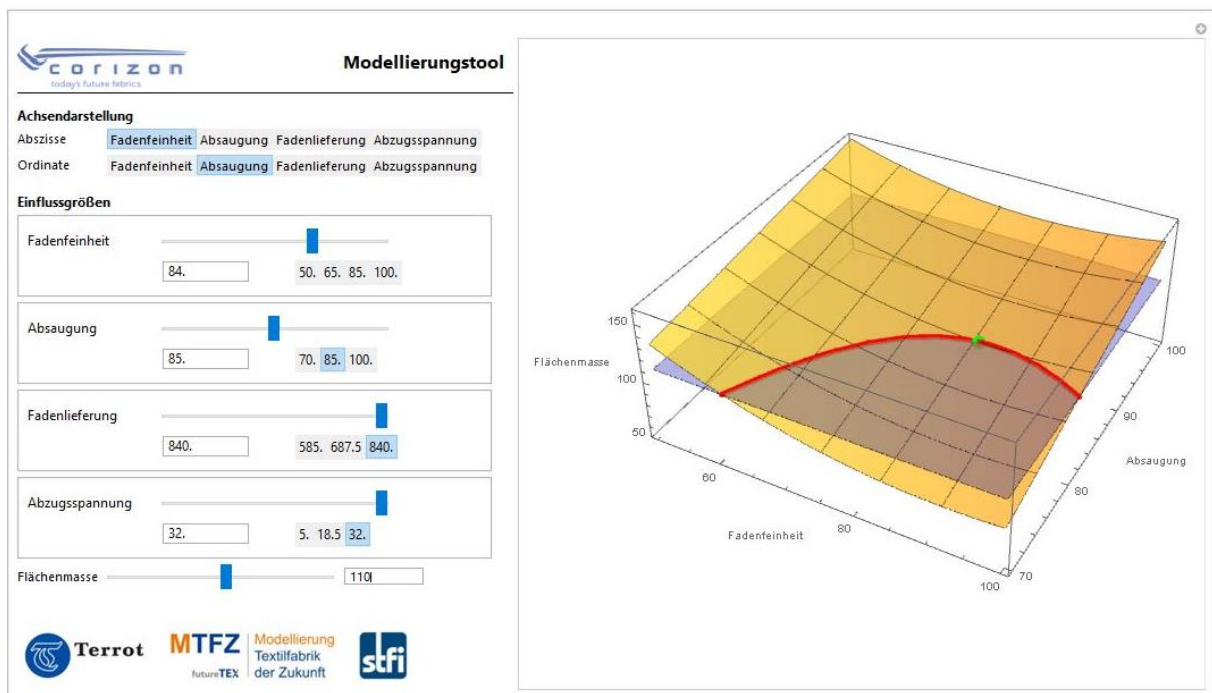 corizon
today's future fabrics
Modellierungstool
Achsendarstellung
Abszisse Fadenfeinheit Absaugung Fadenlieferung Abzugsspannung
Ordinate Fadenfeinheit Absaugung Fadenlieferung Abzugsspannung
Einflussgrößen
Fadenfeinheit
84. 50. 65. 85. 100.
Absaugung
85. 70. 85. 100.
Fadenlieferung
840. 585. 687.5 840.
Abzugsspannung
32. 5. 18.5 32.
Flächenmasse 110
Terrot
MTFZ
futureTEX
Modellierung
Textilfabrik
der Zukunft
stfi
150
Flächenmasse
100
50
60
Fadenfeinheit
80
100
70
80
Absaugung
90
100